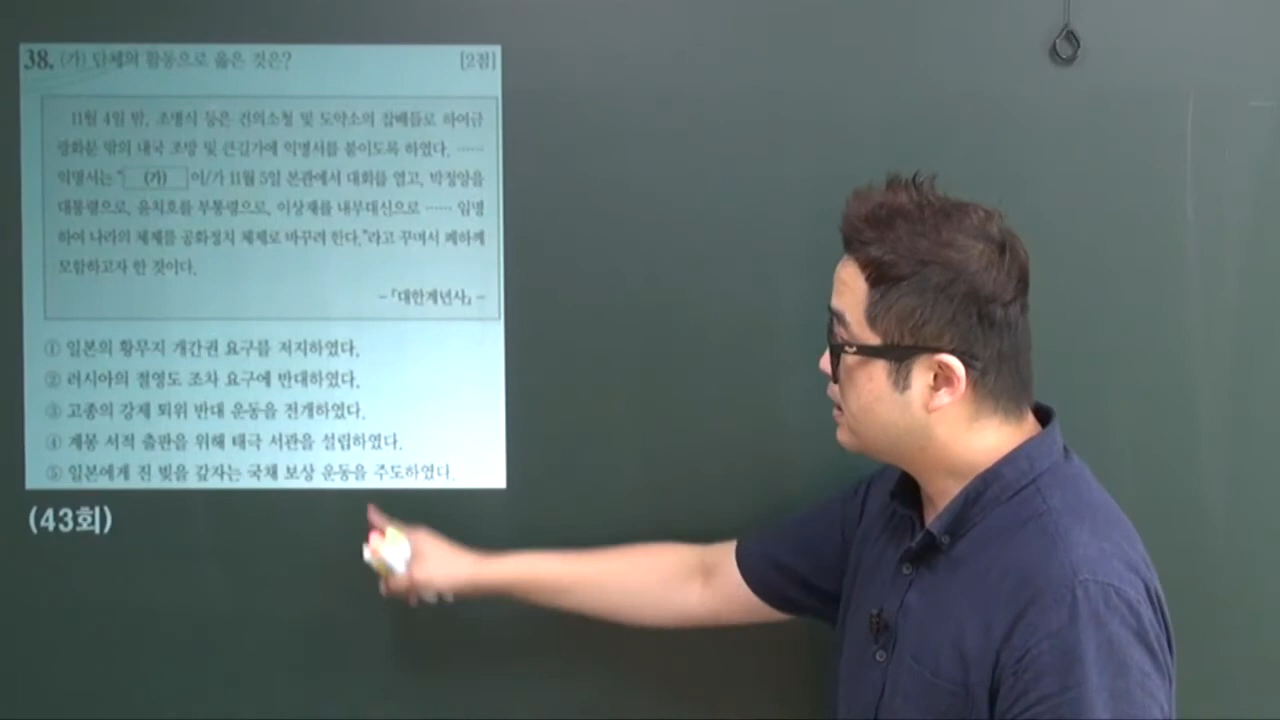 38. (가) 단체의 활동으로 옳은 것은? [2점]
11월 4일 밤, 조병식 등은 건의소청 및 도약소의 잡배들로 하여금
광화문 밖의 내국 조방 및 큰길가에 익명서를 붙이도록 하였다. ……
익명서는 “ (가) 이/가 11월 5일 본관에서 대회를 열고, 박정양을
대통령으로, 윤치호를 부통령으로, 이상재를 내부대신으로 …… 임명
하여 나라의 체제를 공화정치 체제로 바꾸려 한다.”라고 꾸며서 폐하께
모함하고자 한 것이다.
-『대한계년사』-
① 일본의 황무지 개간권 요구를 저지하였다.
② 러시아의 절영도 조차 요구에 반대하였다.
③ 고종의 강제 퇴위 반대 운동을 전개하였다.
④ 계몽 서적 출판을 위해 태극 서관을 설립하였다.
⑤ 일본에게 진 빚을 갚자는 국채 보상 운동을 주도하였다.
(43회)